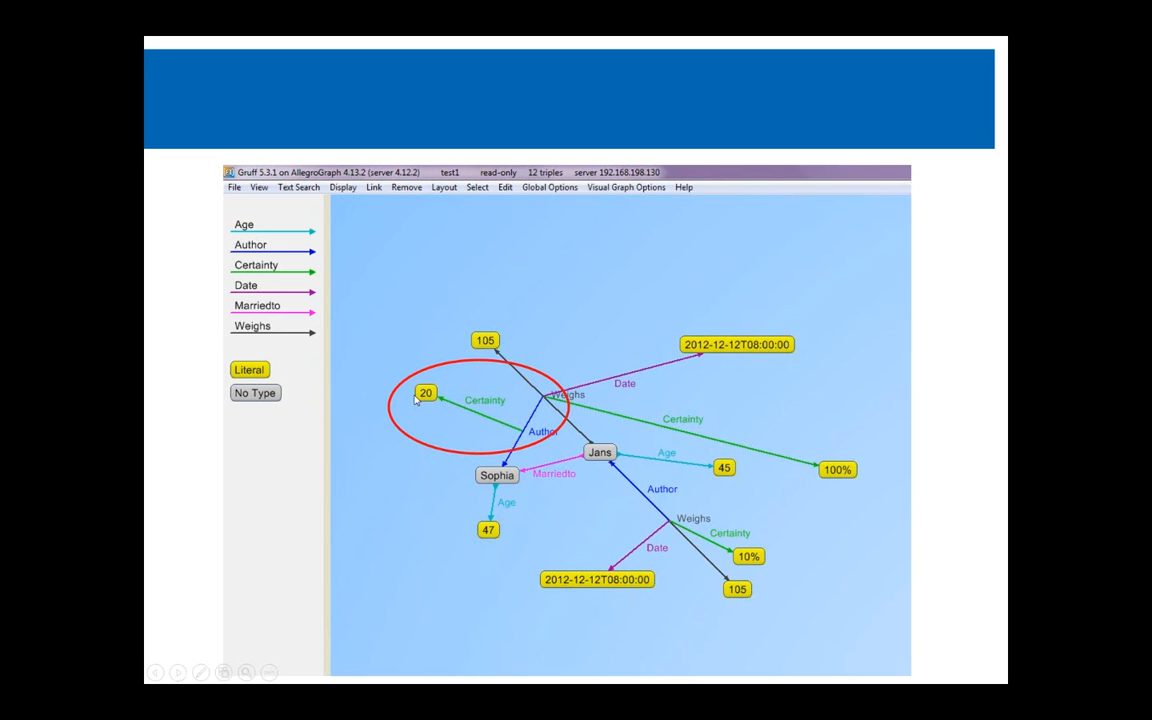 Gruff 5.3.1 on AllegroGraph 4.13.2 (server 4.12.2) test1 read-only 12 triples server 192.168.198.130
File View Text Search Display Link Remove Layout Select Edit Global Options Visual Graph Options Help
Age
Author
Certainty
Date
Marriedto
Weighs
Literal
No Type
105
2012-12-12T08:00:00
Date
20
Certainty
Weighs
Certainty
Author
Jans
Age
45
100%
Sophia
Marriedto
Age
47
Author
Weighs
Certainty
Date
10%
2012-12-12T08:00:00
105